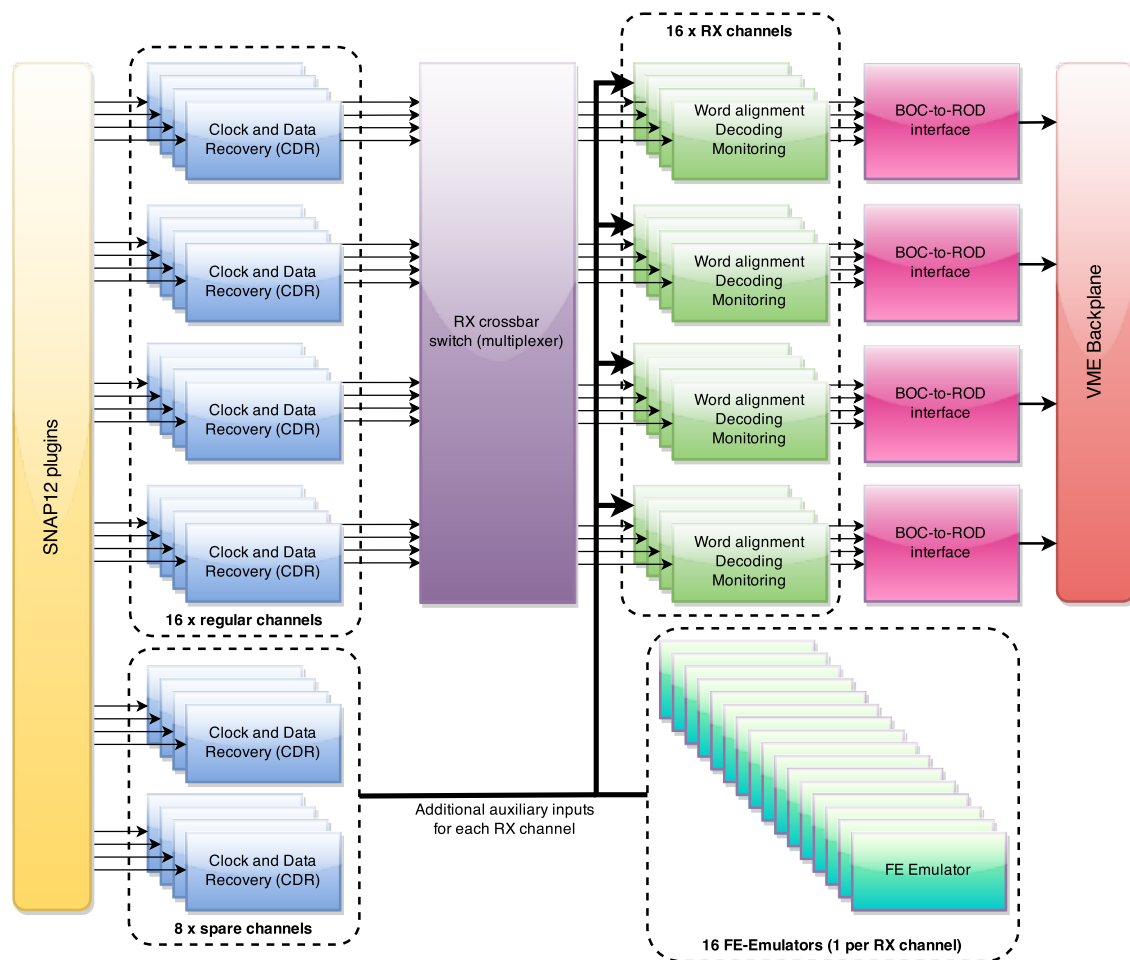 16 x RX channels
SNAP12 plugins
Clock and Data
Recovery (CDR)
Word alignment
Decoding
Monitoring
BOC-to-ROD
interface
Clock and Data
Recovery (CDR)
Word alignment
Decoding
Monitoring
BOC-to-ROD
interface
RX crossbar
switch (multiplexer)
VME Backplane
Clock and Data
Recovery (CDR)
Word alignment
Decoding
Monitoring
BOC-to-ROD
interface
Clock and Data
Recovery (CDR)
Word alignment
Decoding
Monitoring
BOC-to-ROD
interface
16 x regular channels
Clock and Data
Recovery (CDR)
Additional auxiliary inputs
for each RX channel
Clock and Data
Recovery (CDR)
FE Emulator
8 x spare channels
16 FE-Emulators (1 per RX channel)